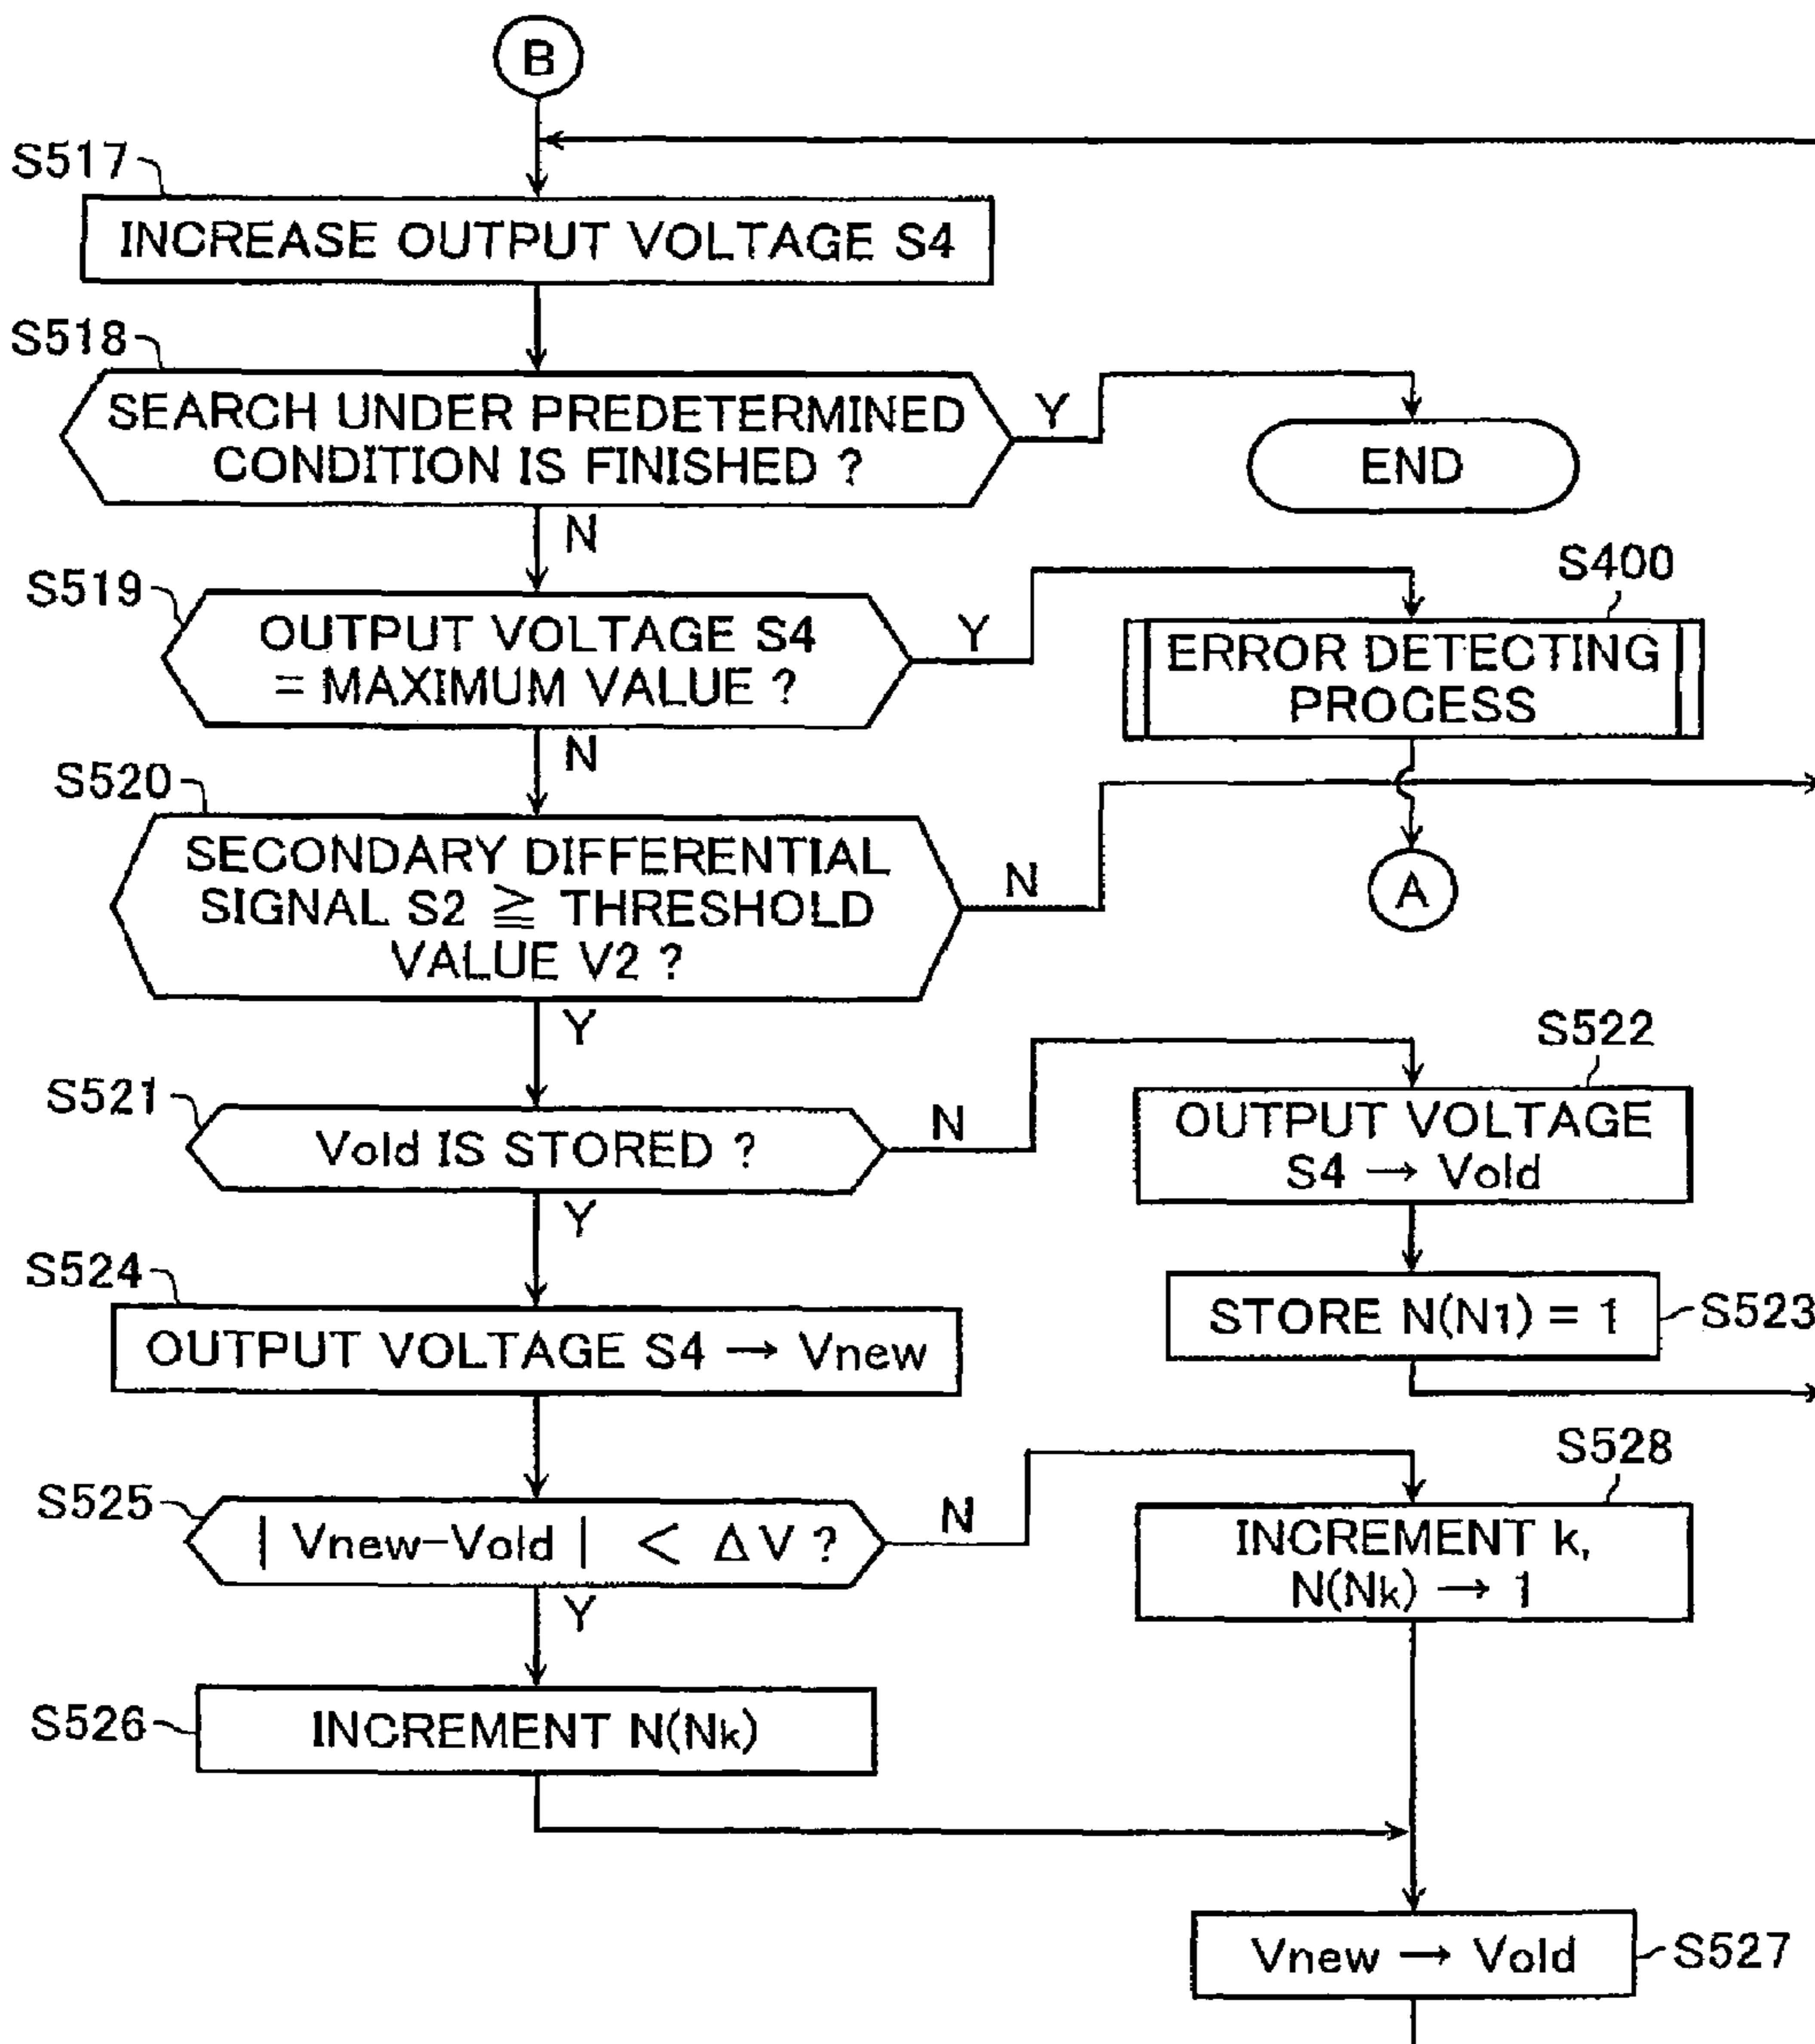 B
S517
INCREASE OUTPUT VOLTAGE S4
S518
SEARCH UNDER PREDETERMINED
CONDITION IS FINISHED ?
Y
END
N
S519
OUTPUT VOLTAGE S4
= MAXIMUM VALUE ?
Y
S400
ERROR DETECTING
PROCESS
N
A
S520
SECONDARY DIFFERENTIAL
SIGNAL S2 ≧ THRESHOLD
VALUE V2 ?
N
Y
S521
Vold IS STORED ?
N
S522
OUTPUT VOLTAGE
S4 → Vold
Y
S523
STORE N(N1) = 1
S524
OUTPUT VOLTAGE S4 → Vnew
S525
| Vnew-Vold | < ΔV ?
N
S528
INCREMENT k,
N(Nk) → 1
Y
S526
INCREMENT N(Nk)
Vnew → Vold
S527